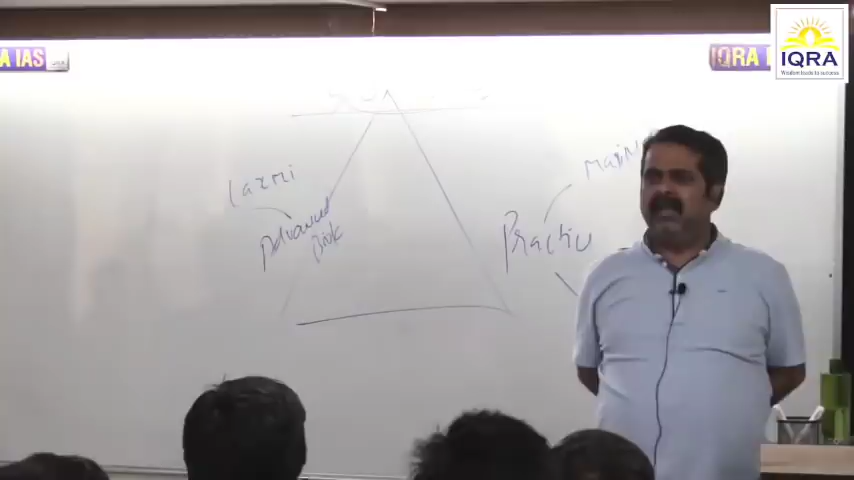 A IAS
IQRA I
IQRA
Wisdom leads to success
Laxmi
Advanced
Book
Mains
Practice